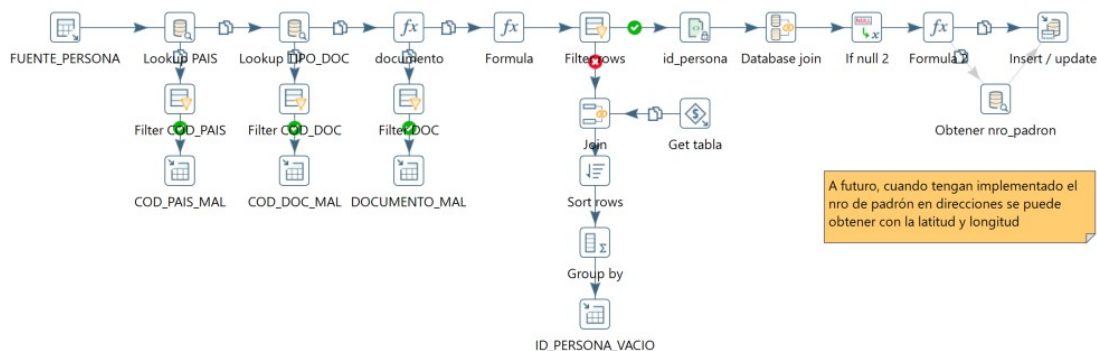 FUENTE_PERSONA
Lookup PAIS
Lookup TIPO_DOC
documento
Formula
Filter rows
id_persona
Database join
If null 2
Formula 2
Insert / update
Filter COD_PAIS
Filter COD_DOC
Filter DOC
Join
Get tabla
Obtener nro_padron
COD_PAIS_MAL
COD_DOC_MAL
DOCUMENTO_MAL
Sort rows
A futuro, cuando tengan implementado el
nro de padrón en direcciones se puede
obtener con la latitud y longitud
Group by
ID_PERSONA_VACIO